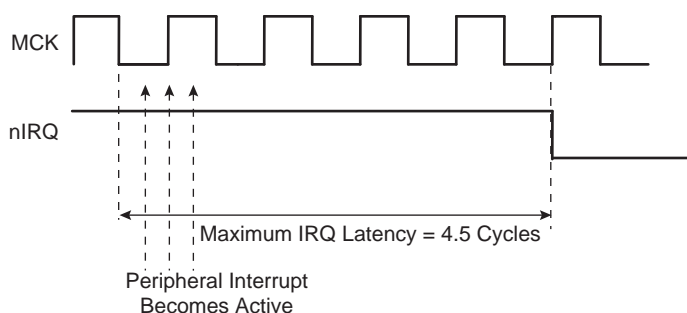 MCK
nIRQ
Maximum IRQ Latency = 4.5 Cycles
Peripheral Interrupt
Becomes Active